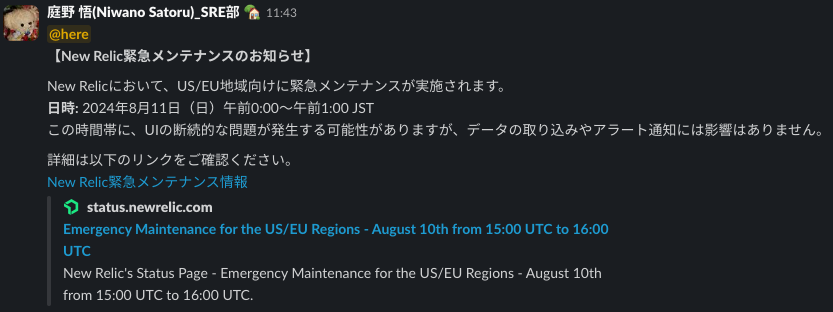 庭野 悟(Niwano Satoru)_SRE部 11:43
@here
【New Relic緊急メンテナンスのお知らせ】
New Relicにおいて、US/EU地域向けに緊急メンテナンスが実施されます。
日時: 2024年8月11日（日）午前0:00〜午前1:00 JST
この時間帯に、UIの断続的な問題が発生する可能性がありますが、データの取り込みやアラート通知には影響はありません。
詳細は以下のリンクをご確認ください。
New Relic緊急メンテナンス情報
status.newrelic.com
Emergency Maintenance for the US/EU Regions - August 10th from 15:00 UTC to 16:00
UTC
New Relic's Status Page - Emergency Maintenance for the US/EU Regions - August 10th
from 15:00 UTC to 16:00 UTC.